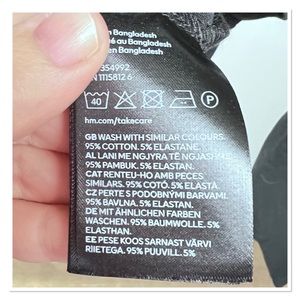 en Bangladesh
é au Bangladesh
en Bangladesh
354992
N 1115812 6
40 P
hm.com/takecare
GB WASH WITH SIMILAR COLOURS.
95% COTTON. 5% ELASTANE.
AL LANI ME NGJYRA TË NGJASHME
95% PAMBUK. 5% ELASTAN.
CAT RENTEU-HO AMB PECES
SIMILARS. 95% COTÓ. 5% ELASTÀ
CZ PERTE S PODOBNÝMI BARVAMI.
95% BAVLNA. 5% ELASTAN.
DE MIT ÄHNLICHEN FARBEN
WASCHEN. 95% BAUMWOLLE. 5%
ELASTHAN.
EE PESE KOOS SARNAST VÄRVI
RIIETEGA. 95% PUUVILL. 5%